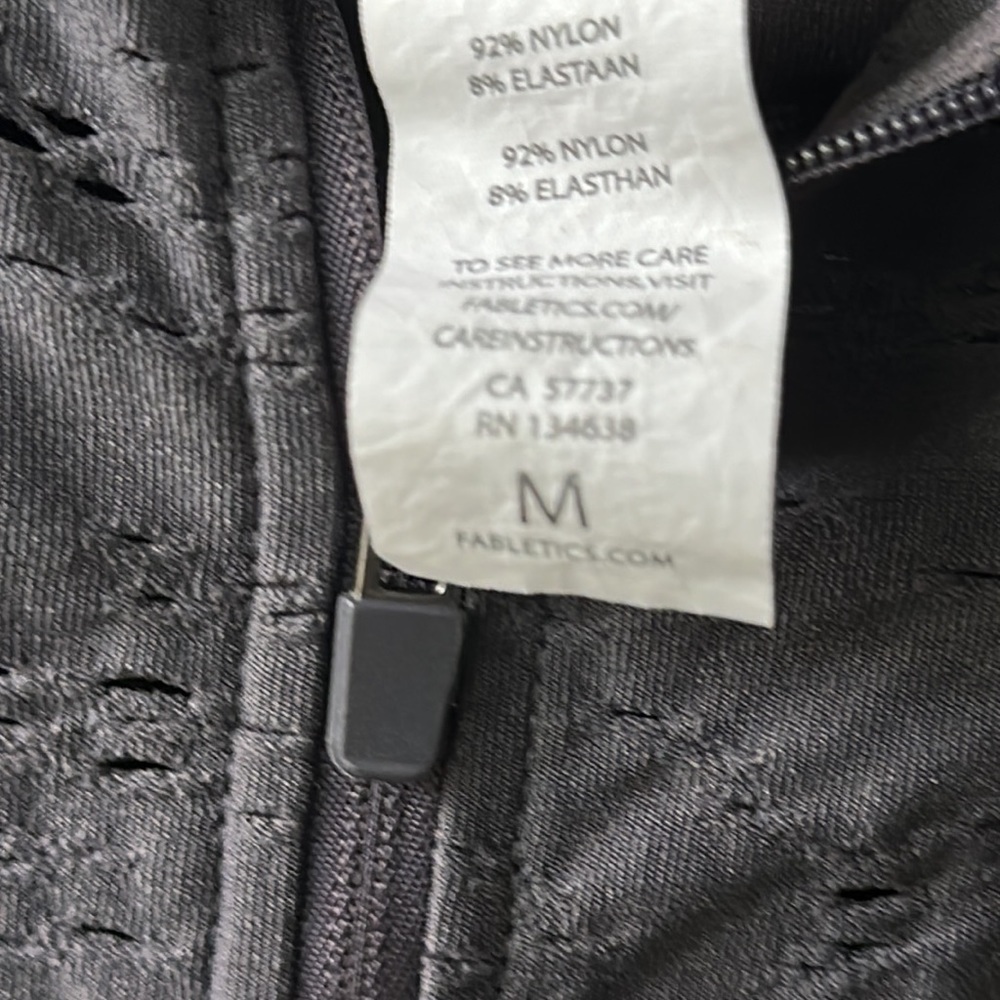 92% NYLON
8% ELASTAAN
92% NYLON
8% ELASTHAN
TO SEE MORE CARE
INSTRUCTIONS, VISIT
FABLETICS.COM/
CAREINSTRUCTIONS.
CA 57737
RN 134638
M
FABLETICS.COM